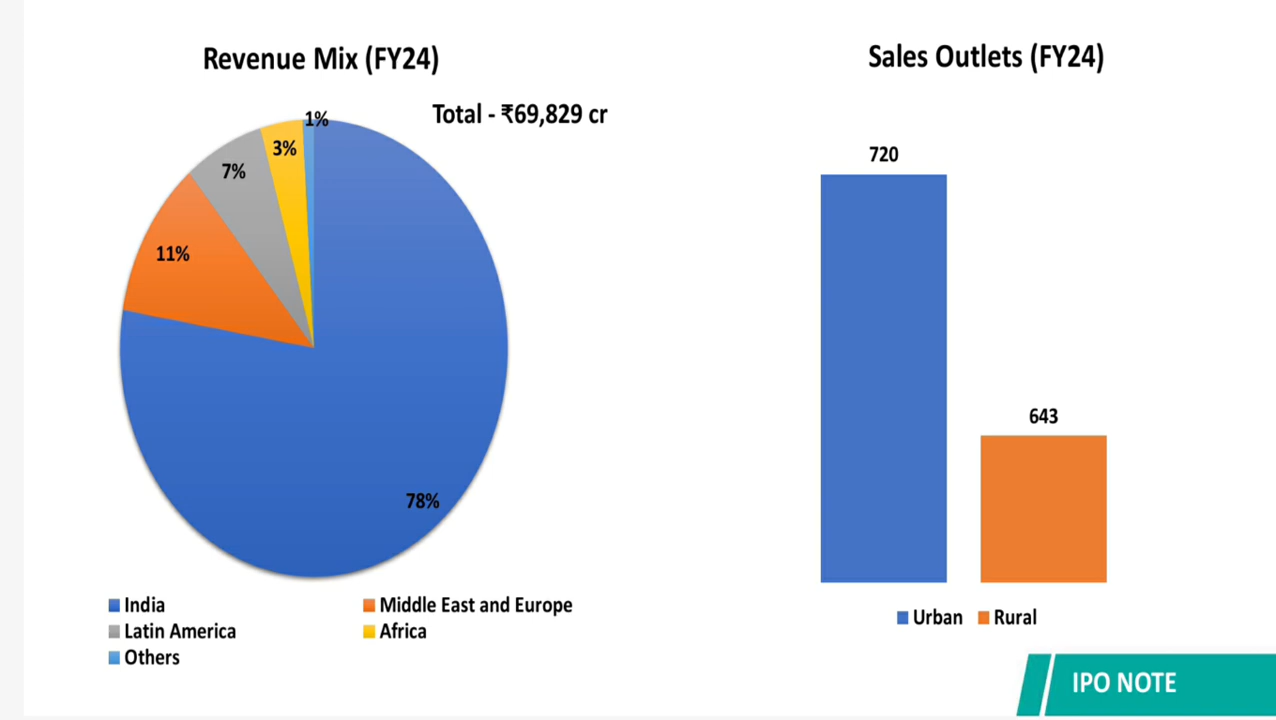 Revenue Mix (FY24)
Total - ₹69,829 cr
1%
3%
7%
11%
78%
India
Middle East and Europe
Latin America
Africa
Others
Sales Outlets (FY24)
720
643
Urban
Rural
IPO NOTE